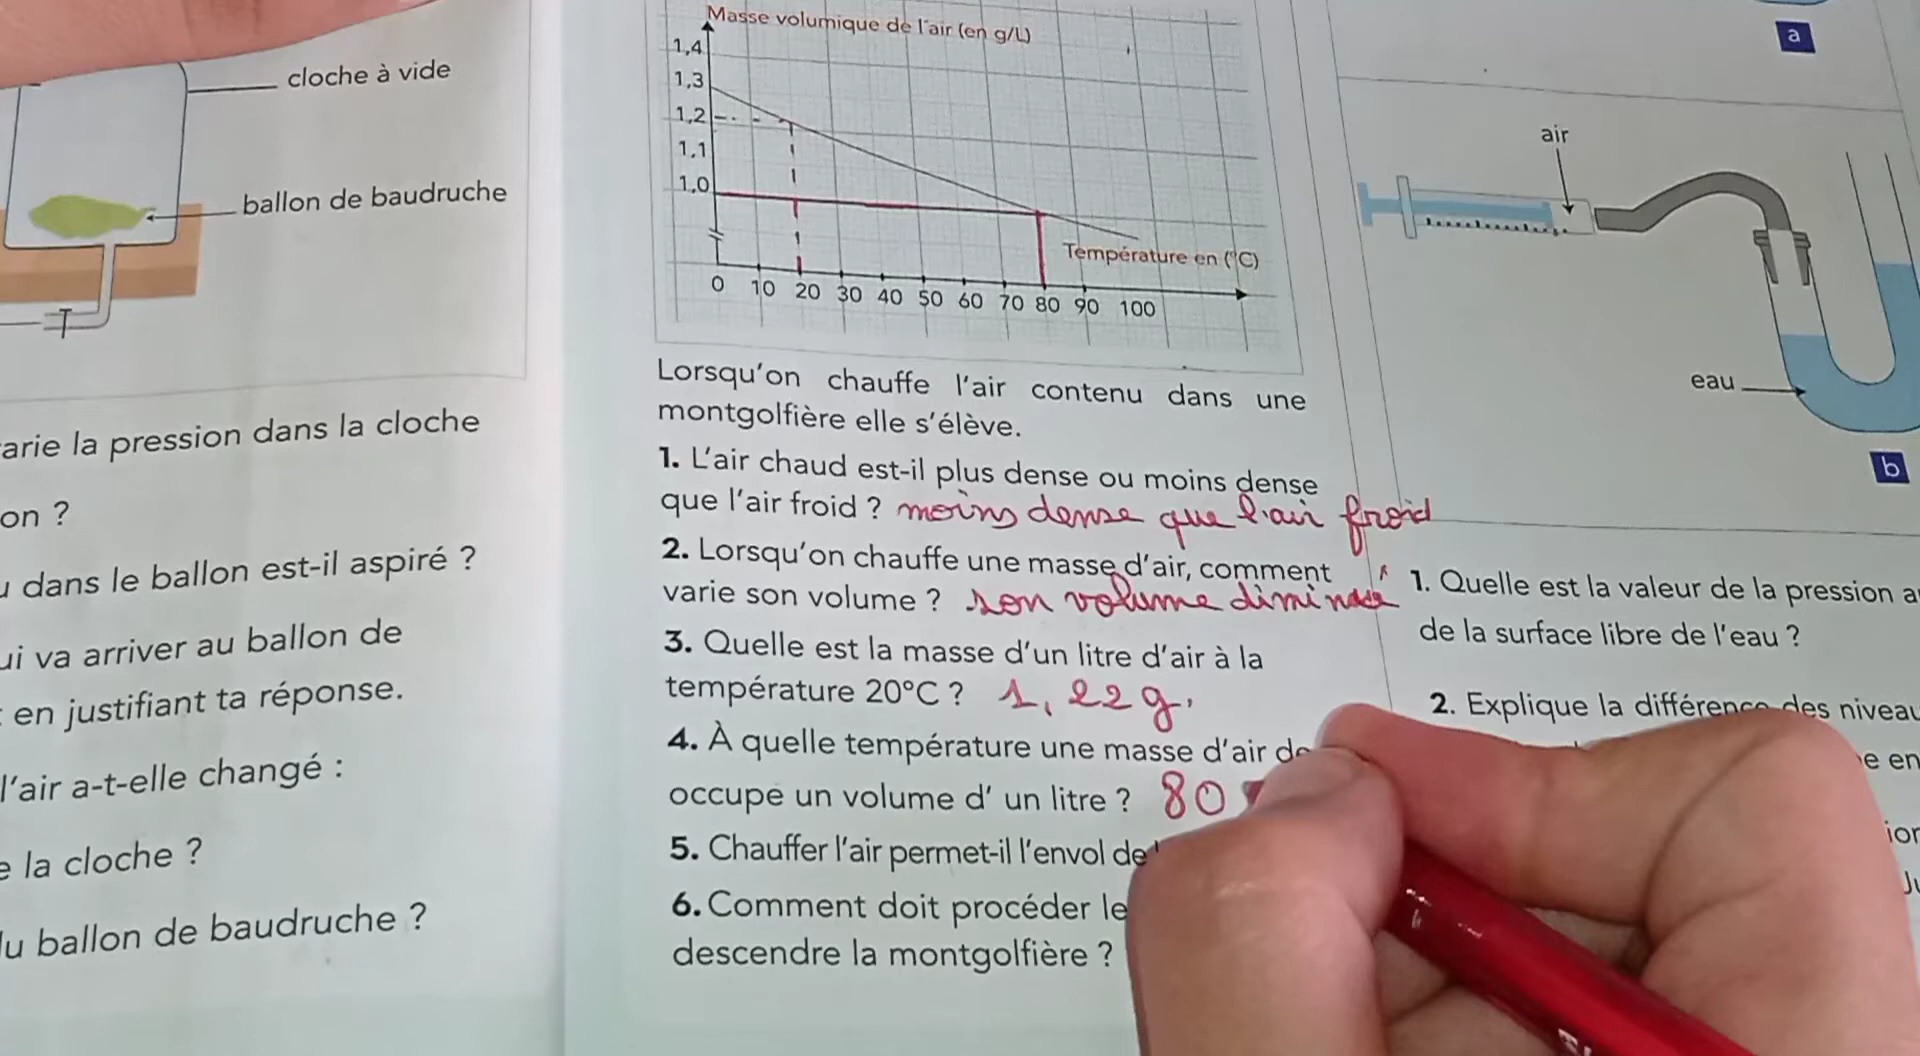 cloche à vide
ballon de baudruche
la pression dans la cloche
on ?
dans le ballon est-il aspiré ?
va arriver au ballon de
en justifiant ta réponse.
l'air a-t-elle changé :
la cloche ?
ballon de baudruche ?
Masse volumique de l'air (en g/L)
1,4
1,3
1,2
1,1
1,0
Température en (°C)
0 10 20 30 40 50 60 70 80 90 100
Lorsqu'on chauffe l'air contenu dans une
montgolfière elle s'élève.
1. L'air chaud est-il plus dense ou moins dense
que l'air froid ? moins dense que l'air froid
2. Lorsqu'on chauffe une masse d'air, comment
varie son volume ? son volume
3. Quelle est la masse d'un litre d'air à la
température 20°C ? 1,22g.
4. À quelle température une masse d'air
occupe un volume d' un litre ? 80
5. Chauffer l'air permet-il l'envol de
6. Comment doit procéder le
descendre la montgolfière ?
a
air
eau
b
1. Quelle est la valeur de la pression
de la surface libre de l'eau ?
2. Explique la différence des
en